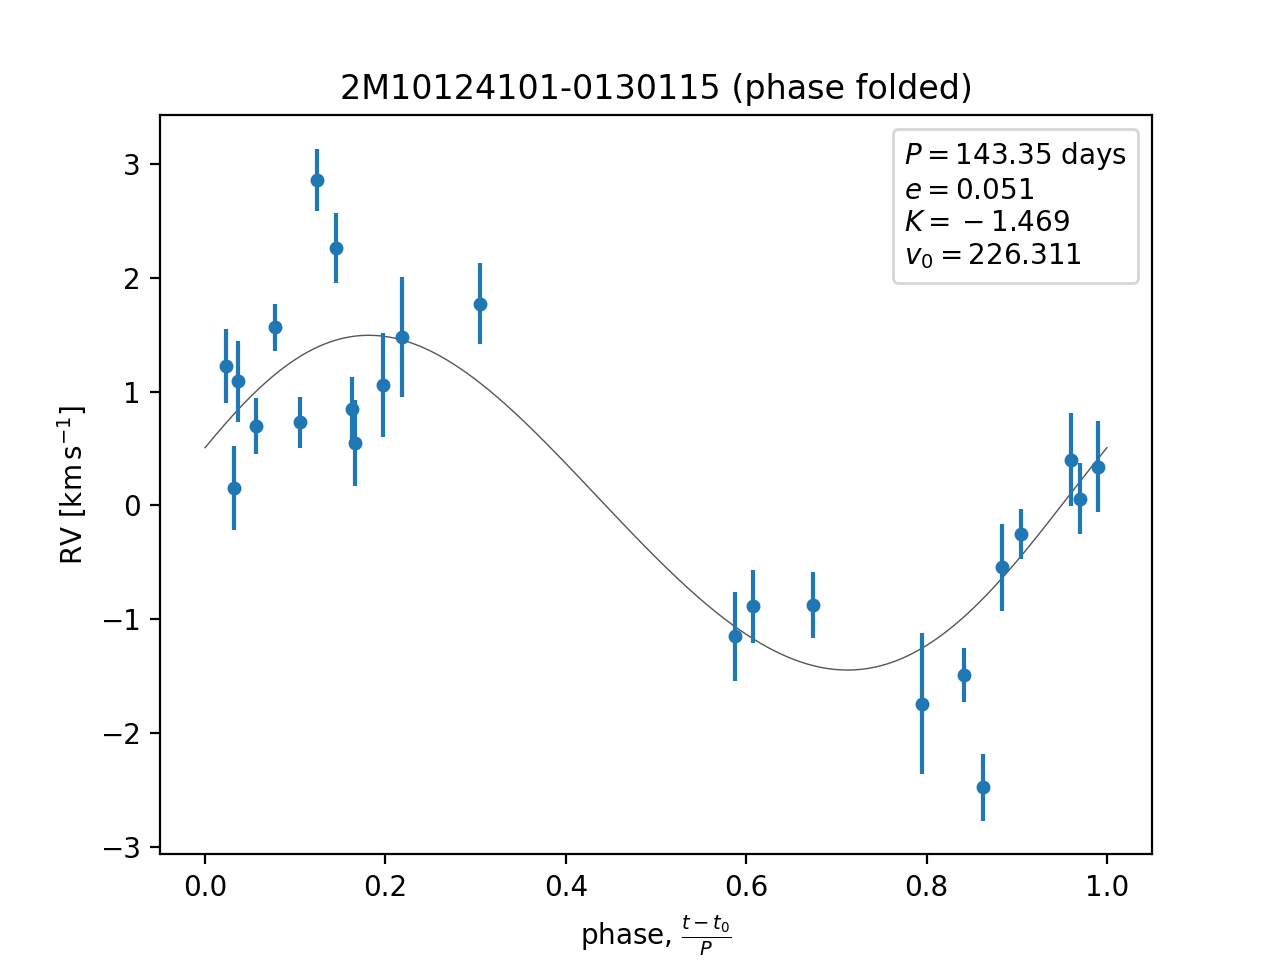 2M10124101-0130115 (phase folded)
P = 143.35 days
e = 0.051
K = −1.469
v₀ = 226.311
3
2
1
0
−1
−2
−3
RV [km s⁻¹]
0.0 0.2 0.4 0.6 0.8 1.0
phase, (t − t₀)/P